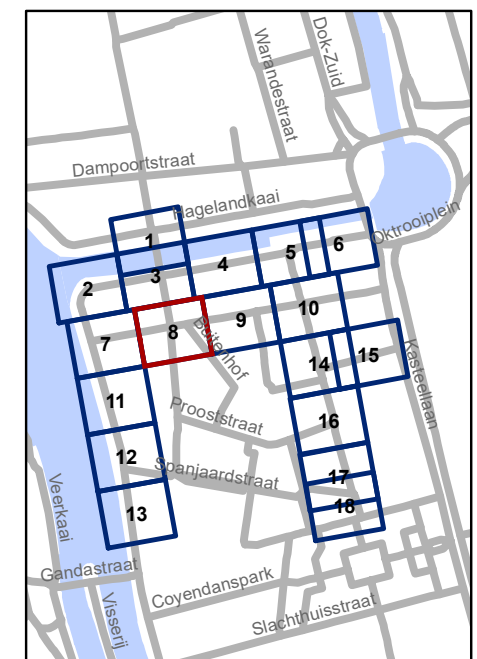 Warandestraat
Dok-Zuid
Dampoortstraat
Hagelandkaai
Oktrooiplein
1
2
3
4
5
6
7
8
9
10
Buitenhof
11
12
13
14
15
16
17
18
Kasteellaan
Prooststraat
Spanjaardstraat
Veerkaai
Gandastraat
Visserij
Coyendanspark
Slachthuisstraat